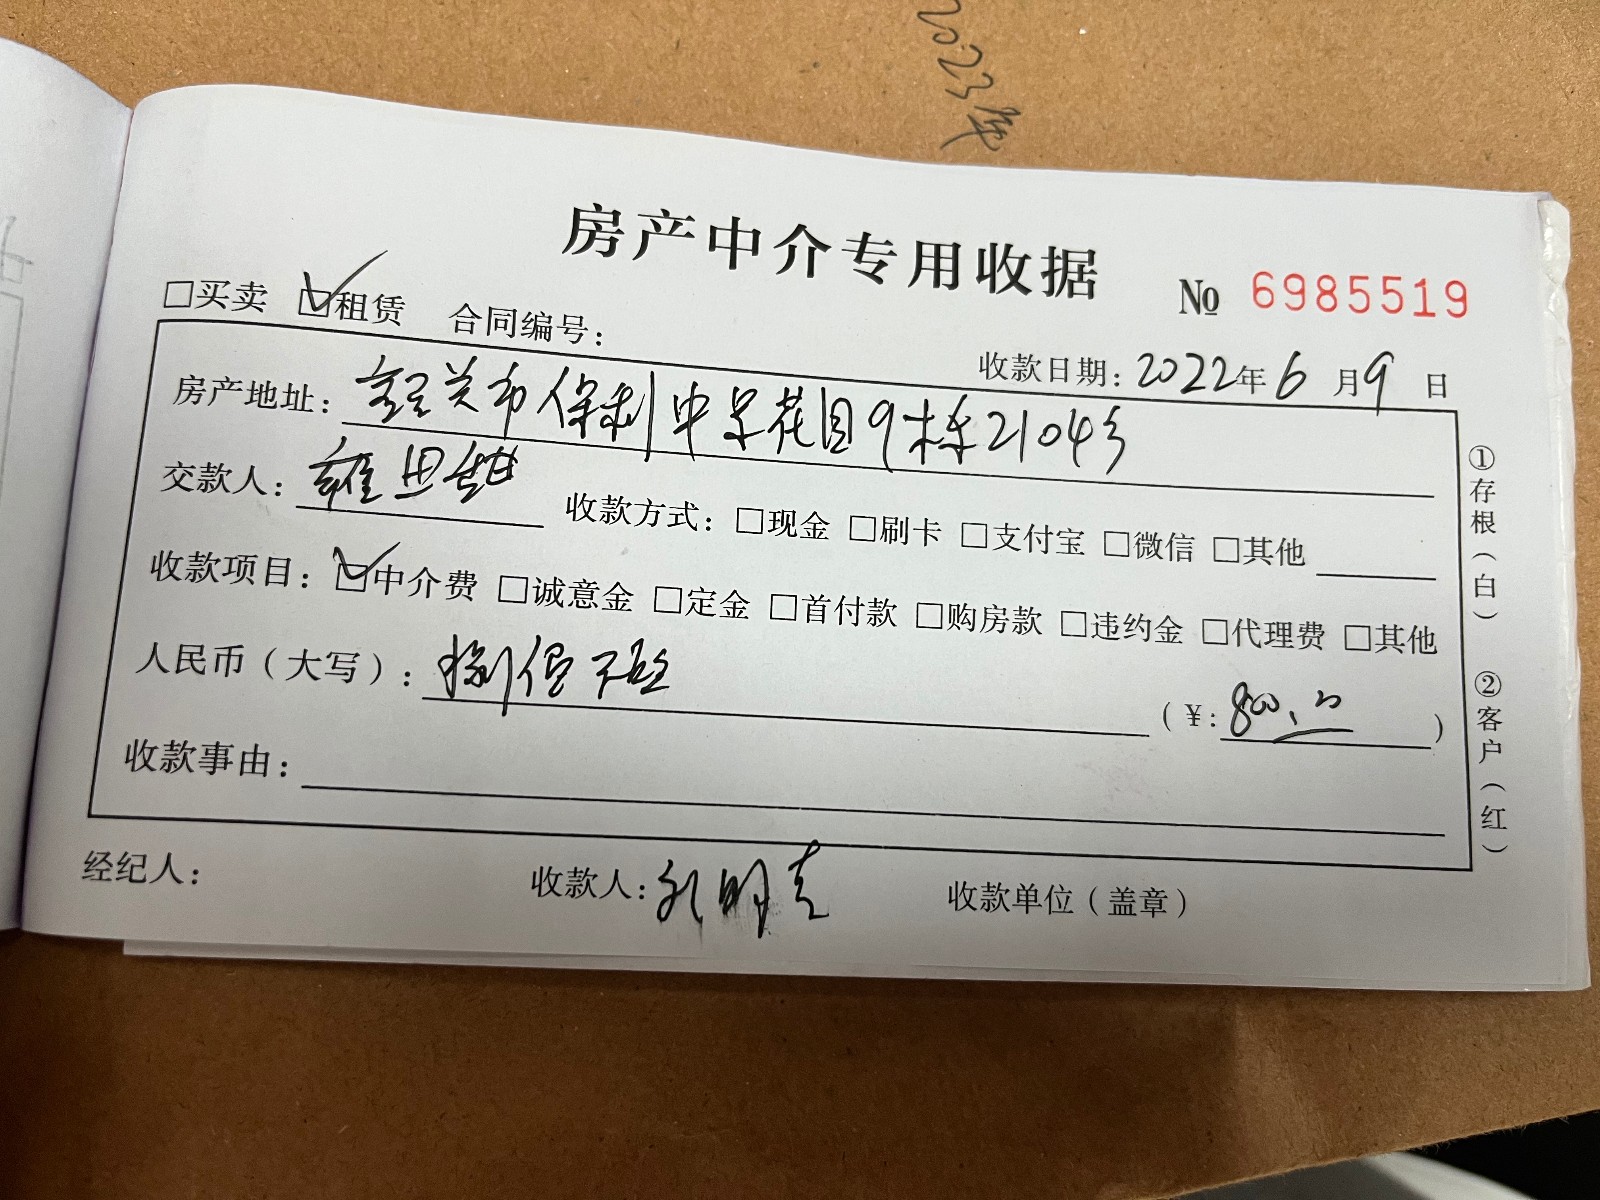 房产中介专用收据
№ 6985519
□买卖 ☑租赁 合同编号:
收款日期: 2022年6月9日
房产地址: 韶关市保利中景花园9栋2104号
交款人: 收款方式: □现金 □刷卡 □支付宝 □微信 □其他
收款项目: ☑中介费 □诚意金 □定金 □首付款 □购房款 □违约金 □代理费 □其他
人民币(大写): 捌佰元整 (¥: 800.00)
收款事由:
经纪人: 收款人: 孔明 收款单位(盖章)
①存根(白) ②客户(红)
2023